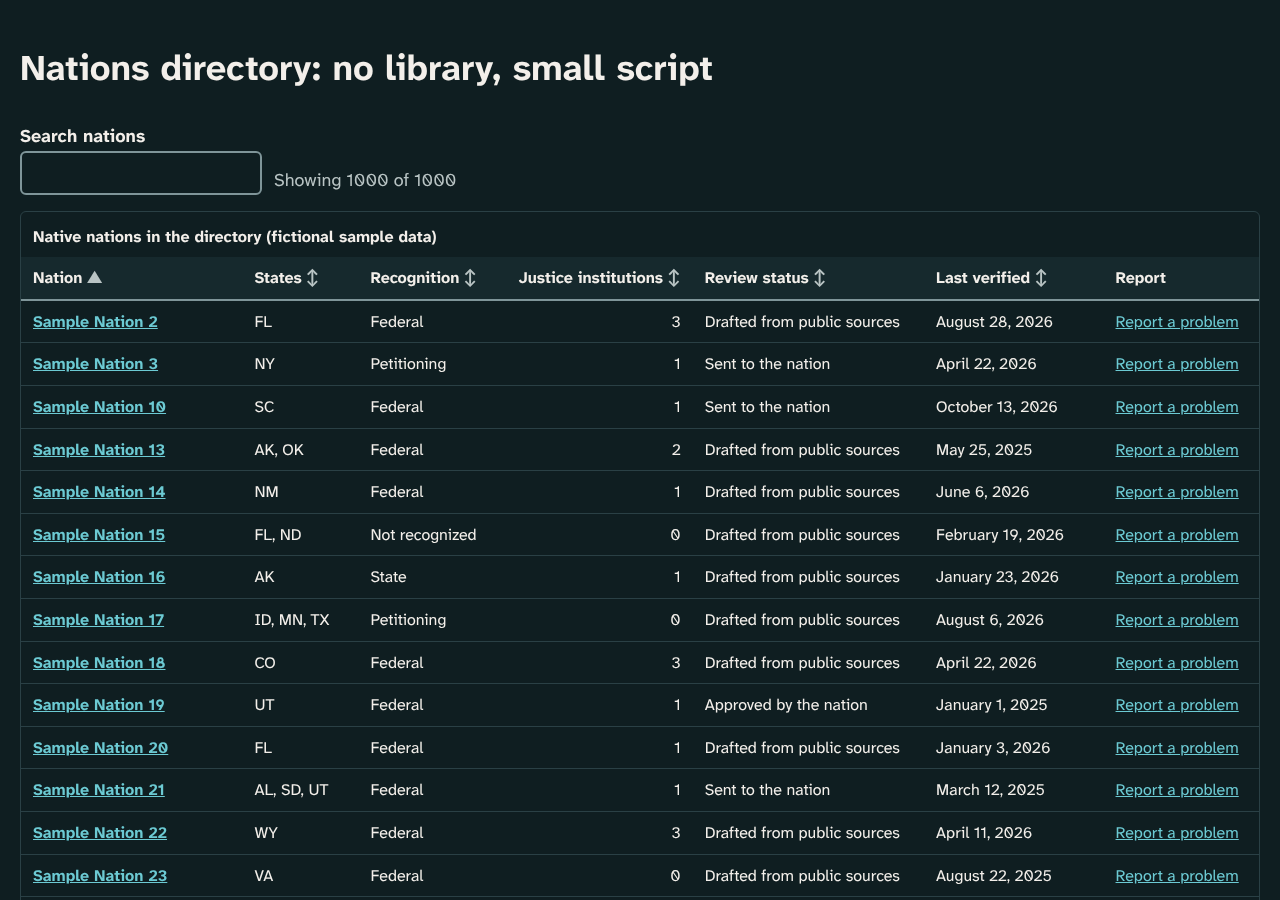 Nations directory: no library, small script
Search nations
Showing 1000 of 1000
Native nations in the directory (fictional sample data)
Nation States Recognition Justice institutions Review status Last verified Report
Sample Nation 2 FL Federal 3 Drafted from public sources August 28, 2026 Report a problem
Sample Nation 3 NY Petitioning 1 Sent to the nation April 22, 2026 Report a problem
Sample Nation 10 SC Federal 1 Sent to the nation October 13, 2026 Report a problem
Sample Nation 13 AK, OK Federal 2 Drafted from public sources May 25, 2025 Report a problem
Sample Nation 14 NM Federal 1 Drafted from public sources June 6, 2026 Report a problem
Sample Nation 15 FL, ND Not recognized 0 Drafted from public sources February 19, 2026 Report a problem
Sample Nation 16 AK State 1 Drafted from public sources January 23, 2026 Report a problem
Sample Nation 17 ID, MN, TX Petitioning 0 Drafted from public sources August 6, 2026 Report a problem
Sample Nation 18 CO Federal 3 Drafted from public sources April 22, 2026 Report a problem
Sample Nation 19 UT Federal 1 Approved by the nation January 1, 2025 Report a problem
Sample Nation 20 FL Federal 1 Drafted from public sources January 3, 2026 Report a problem
Sample Nation 21 AL, SD, UT Federal 1 Sent to the nation March 12, 2025 Report a problem
Sample Nation 22 WY Federal 3 Drafted from public sources April 11, 2026 Report a problem
Sample Nation 23 VA Federal 0 Drafted from public sources August 22, 2025 Report a problem